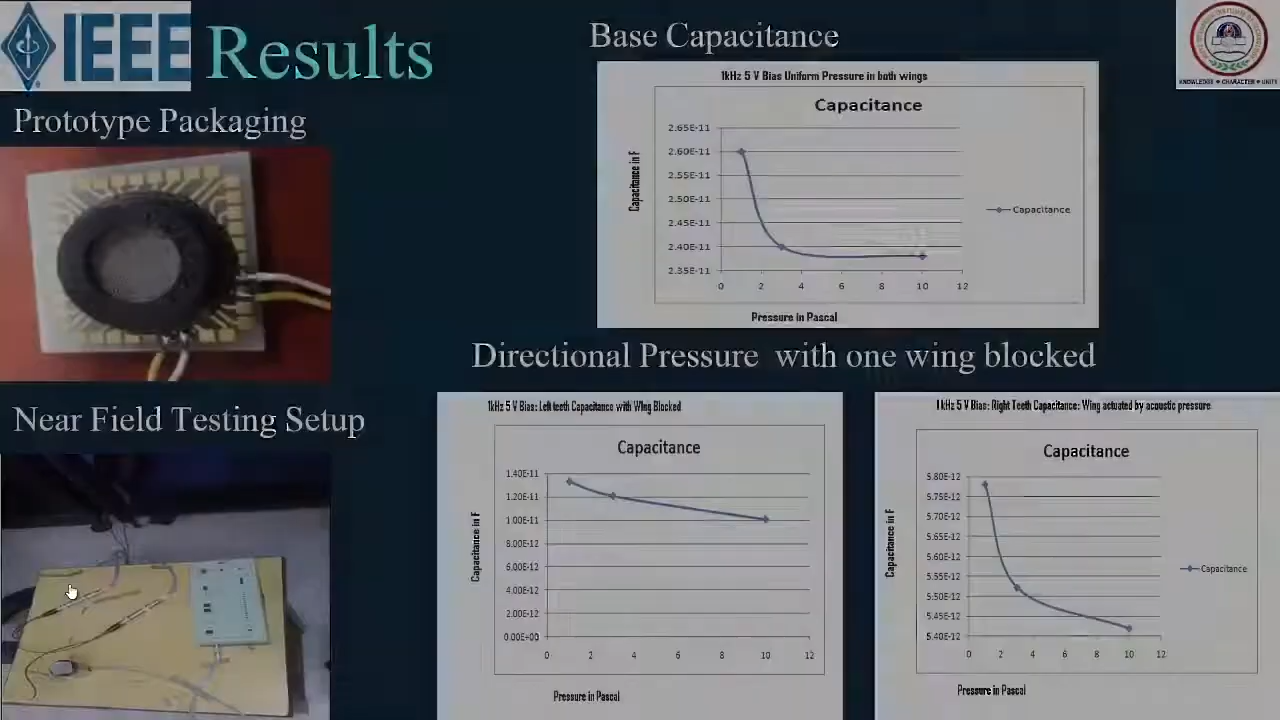 IEEE
Results
KNOWLEDGE CHARACTER UNITY
Prototype Packaging
Near Field Testing Setup
Base Capacitance
1kHz 5 V Bias Uniform Pressure in both wings
Capacitance
Capacitance in F
2.65E-11
2.60E-11
2.55E-11
2.50E-11
2.45E-11
2.40E-11
2.35E-11
0 2 4 6 8 10 12
Capacitance
Pressure in Pascal
Directional Pressure with one wing blocked
1kHz 5 V Bias: Left teeth Capacitance with Wing Blocked
Capacitance
Capacitance in F
1.40E-11
1.20E-11
1.00E-11
8.00E-12
6.00E-12
4.00E-12
2.00E-12
0.00E+00
0 2 4 6 8 10 12
Pressure in Pascal
1kHz 5 V Bias: Right Teeth Capacitance: Wing actuated by acoustic pressure
Capacitance
Capacitance in F
5.80E-12
5.75E-12
5.70E-12
5.65E-12
5.60E-12
5.55E-12
5.50E-12
5.45E-12
5.40E-12
0 2 4 6 8 10 12
Capacitance
Pressure in Pascal